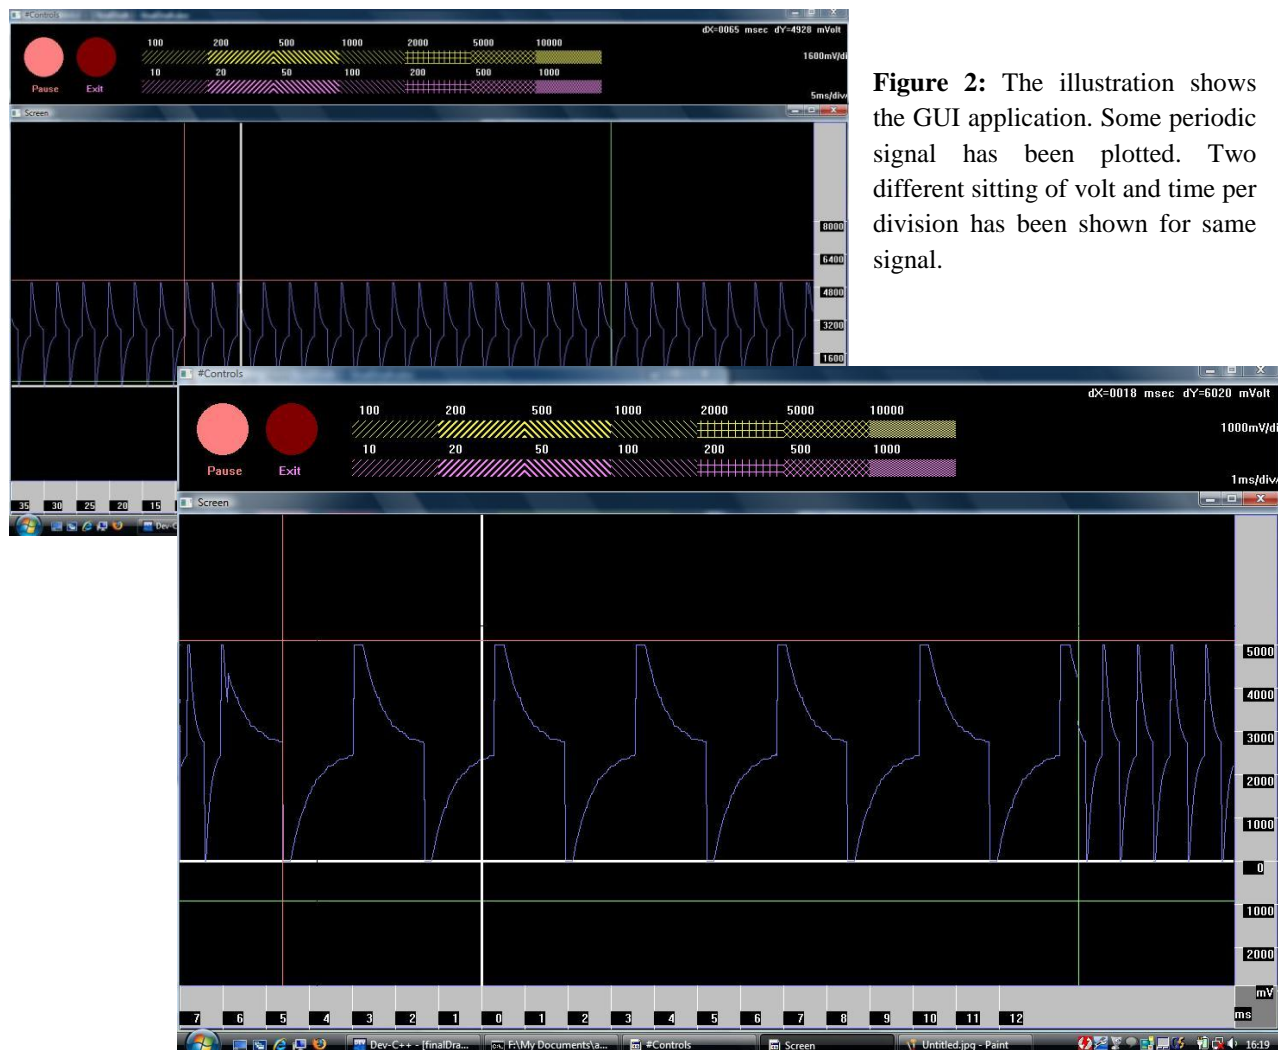 #Controls
dX=0065 msec dY=4928 mVolt
100 200 500 1000 2000 5000 10000
1600mV/di
10 20 50 100 200 500 1000
Pause Exit
5ms/div
Screen
8000
6400
4800
3200
1600
35 30 25 20 15
Dev-C
Figure 2: The illustration shows
the GUI application. Some periodic
signal has been plotted. Two
different sitting of volt and time per
division has been shown for same
signal.
#Controls
dX=0018 msec dY=6020 mVolt
100 200 500 1000 2000 5000 10000
1000mV/di
10 20 50 100 200 500 1000
Pause Exit
1ms/div
Screen
5000
4000
3000
2000
1000
0
1000
2000
mV
7 6 5 4 3 2 1 0 1 2 3 4 5 6 7 8 9 10 11 12
ms
Dev-C++ - [finalDra... F:\My Documents\a... #Controls Screen Untitled.jpg - Paint 16:19